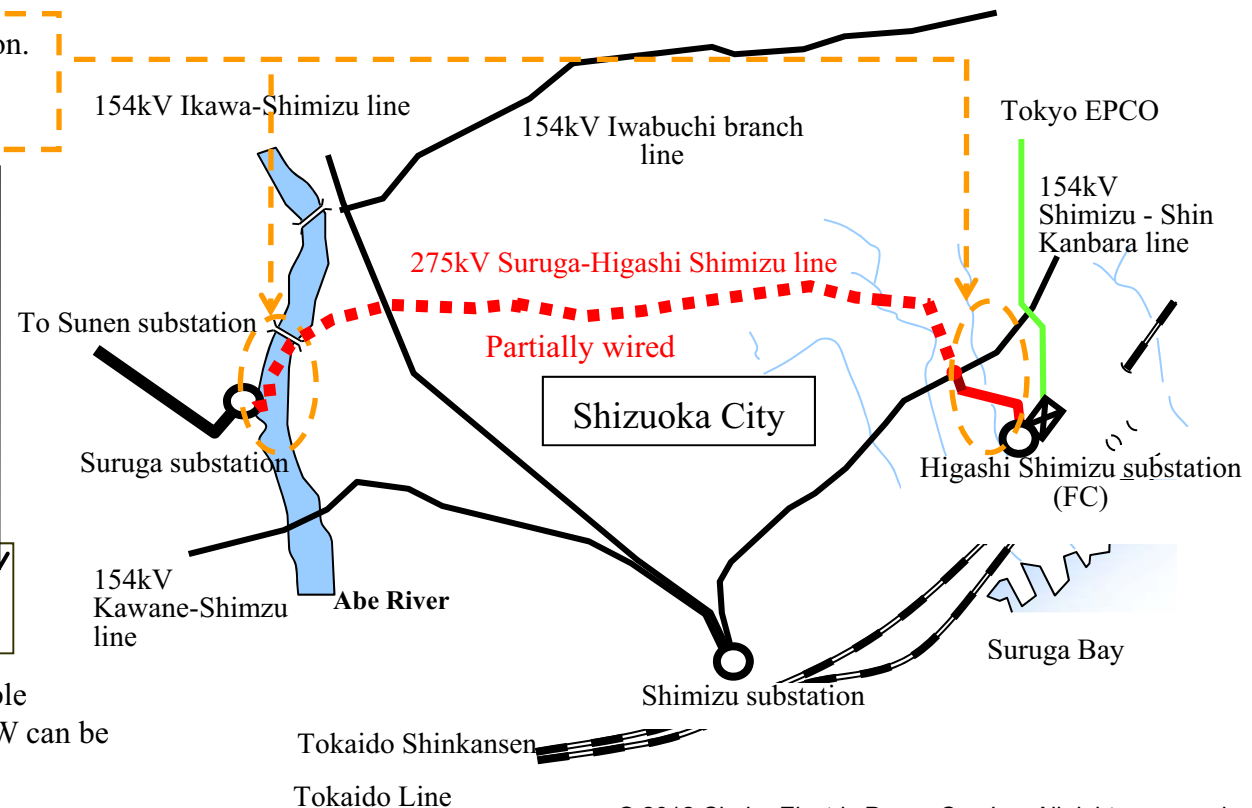 on.
154kV Ikawa-Shimizu line
154kV Iwabuchi branch
line
Tokyo EPCO
154kV
Shimizu - Shin
Kanbara line
275kV Suruga-Higashi Shimizu line
To Sunen substation
Partially wired
Shizuoka City
Suruga substation
Higashi Shimizu substation
(FC)
154kV
Kawane-Shimzu
line
Abe River
Suruga Bay
Shimizu substation
W can be
Tokaido Shinkansen
Tokaido Line